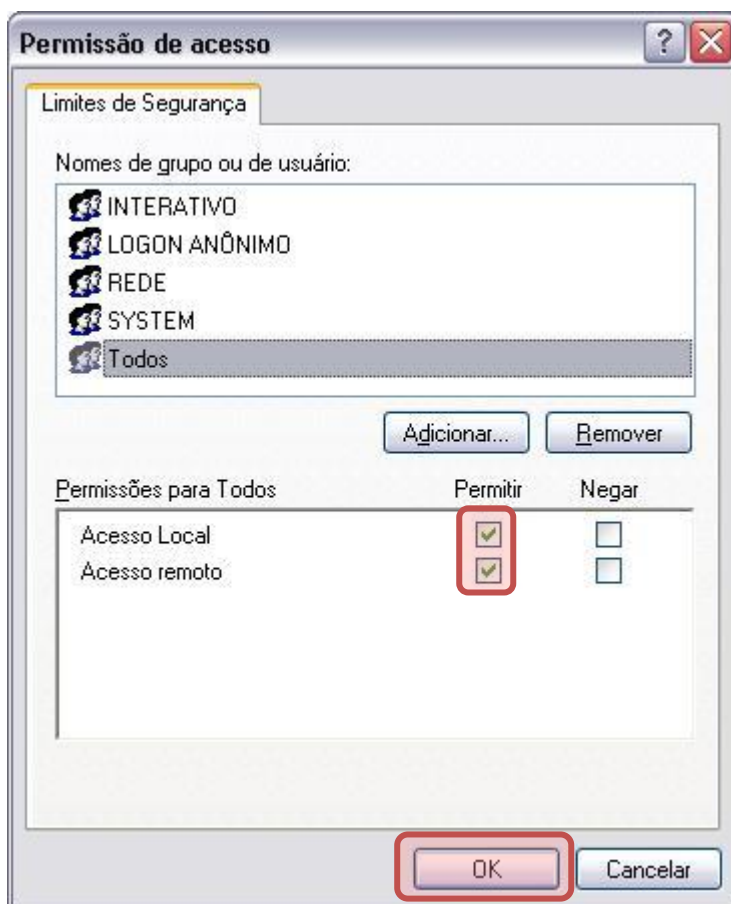 Permissão de acesso
?
Limites de Segurança
Nomes de grupo ou de usuário:
INTERATIVO
LOGON ANÔNIMO
REDE
SYSTEM
Todos
Adicionar... Remover
Permissões para Todos Permitir Negar
Acesso Local
Acesso remoto
OK Cancelar